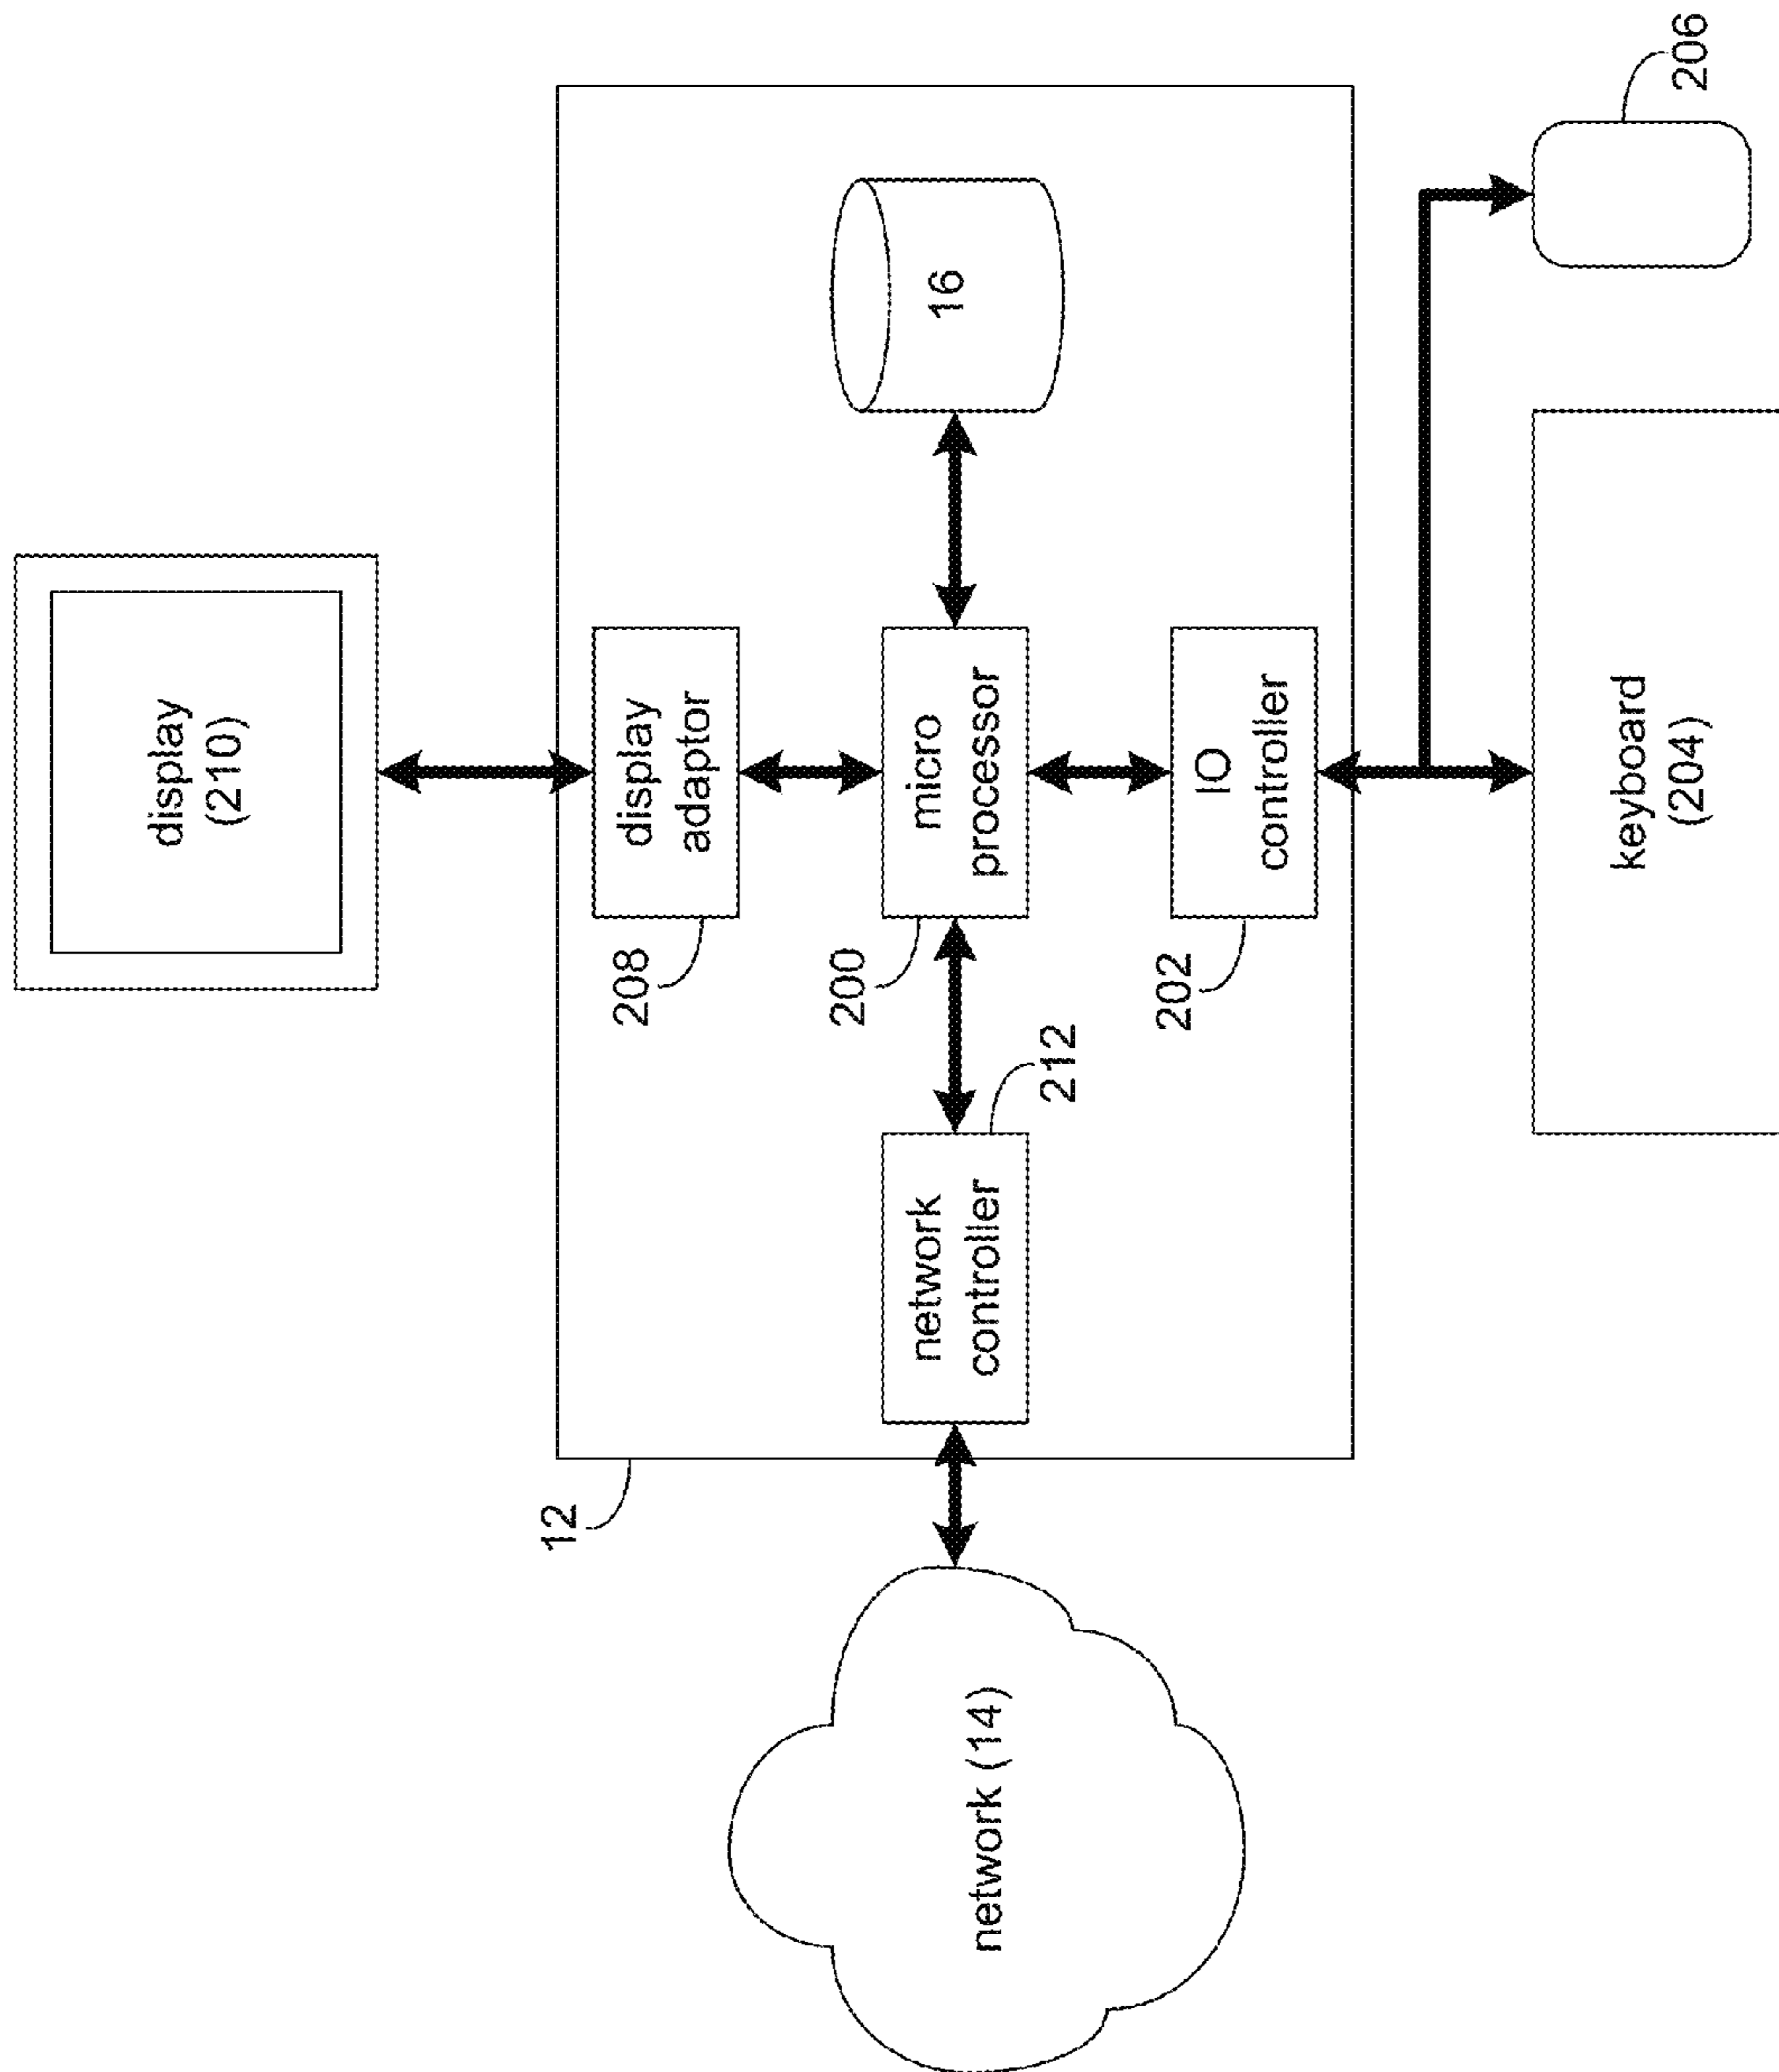 display
(210)
12
208
display
adaptor
network (14)
network
controller
212
200
micro
processor
16
202
IO
controller
keyboard
(204)
206